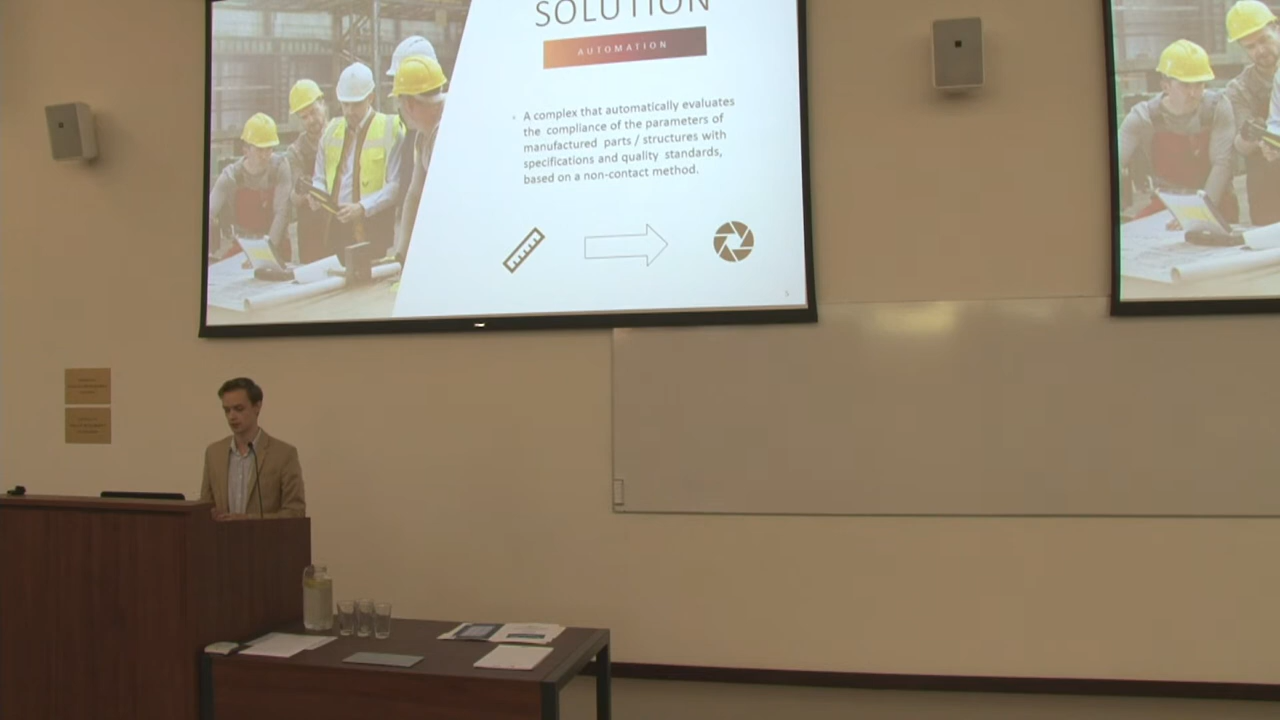 SOLUTION
AUTOMATION
A complex that automatically evaluates
the compliance of the parameters of
manufactured parts / structures with
specifications and quality standards,
based on a non-contact method.